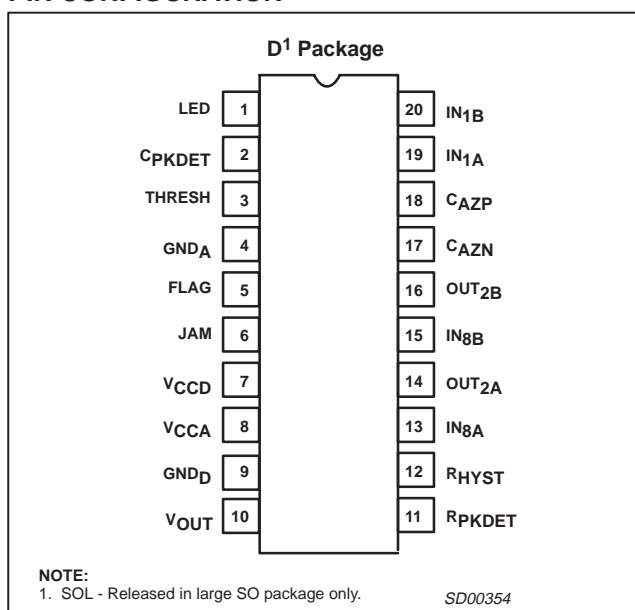 D1 Package
LED 1 20 IN1B
CPKDET 2 19 IN1A
THRESH 3 18 CAZP
GNDA 4 17 CAZN
FLAG 5 16 OUT2B
JAM 6 15 IN8B
VCCD 7 14 OUT2A
VCCA 8 13 IN8A
GNDD 9 12 RHYST
VOUT 10 11 RPKDET
NOTE:
1. SOL - Released in large SO package only.
SD00354